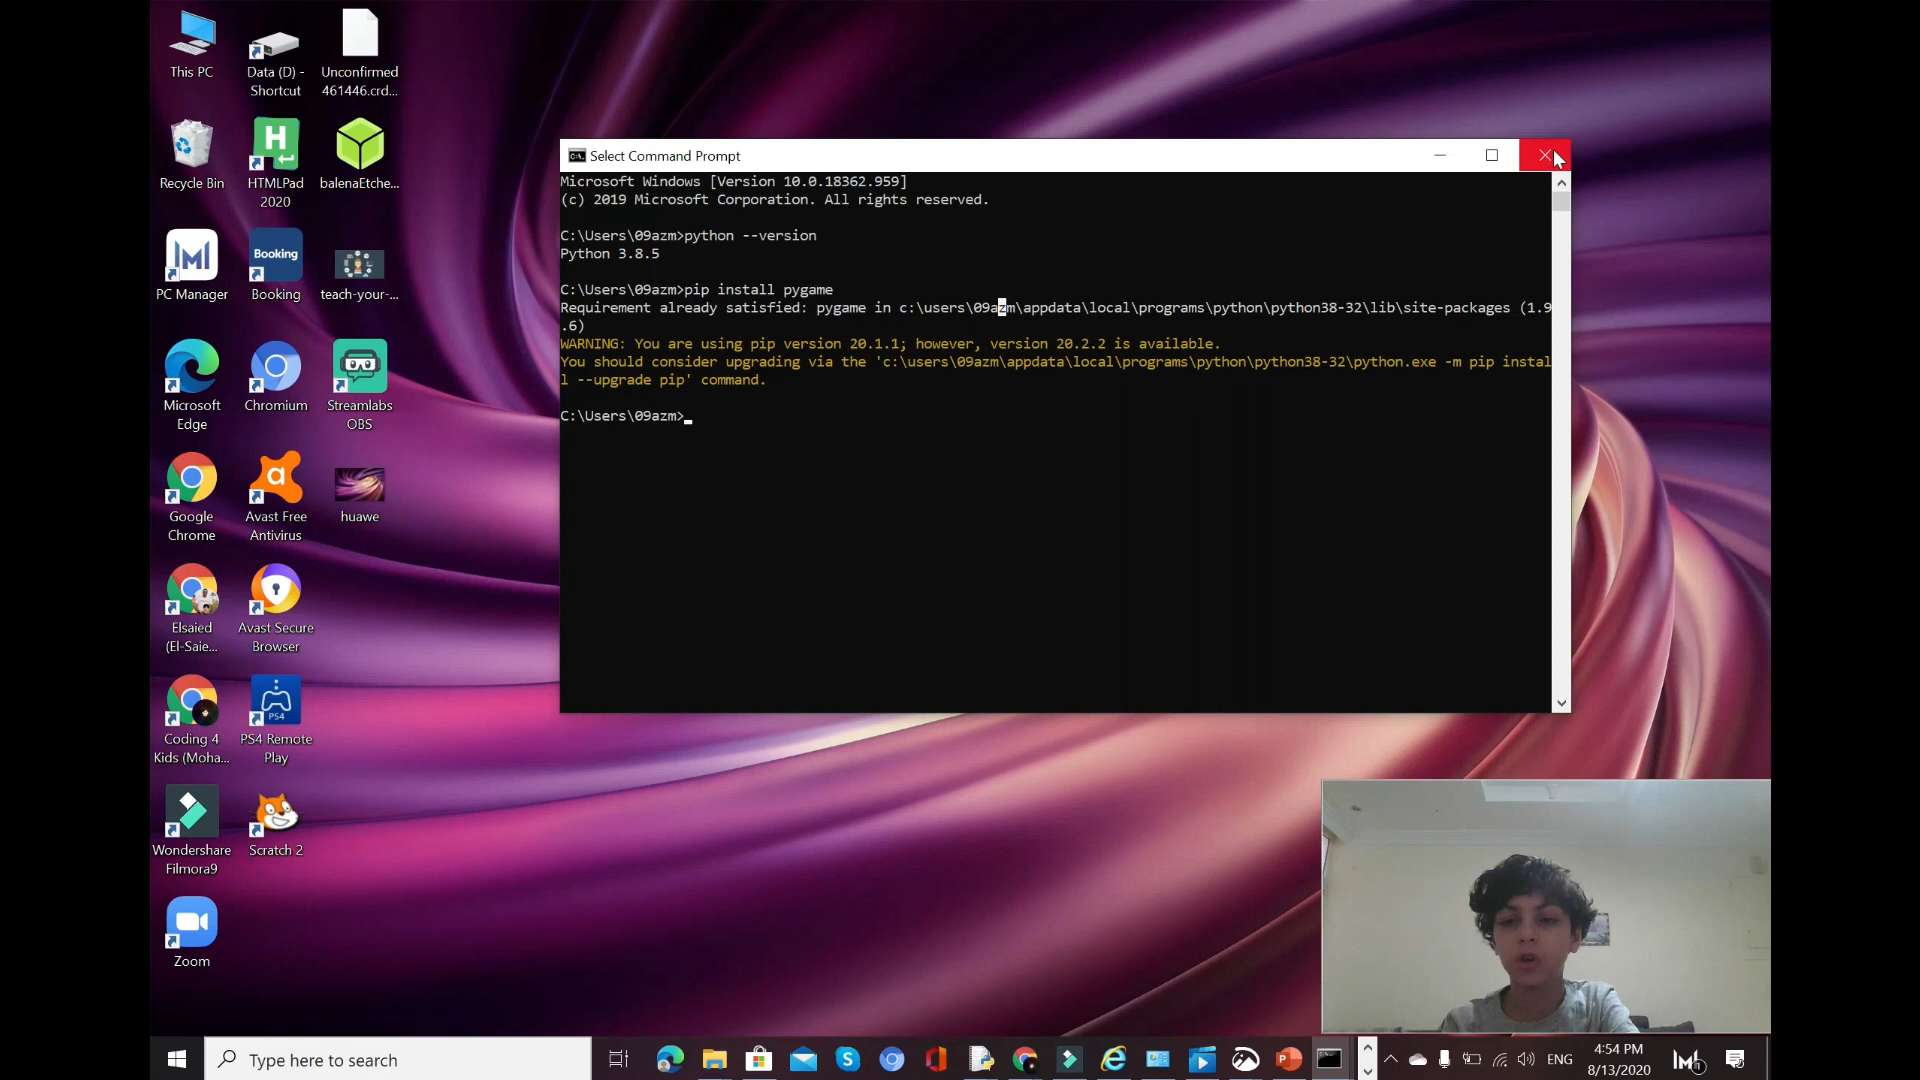 This PC
Data (D) -
Shortcut
Unconfirmed
461446.crd...
Recycle Bin
H
HTMLPad
2020
balenaEtche...
PC Manager
Booking
Booking
teach-your-...
Microsoft
Edge
Chromium
Streamlabs
OBS
Google
Chrome
a
Avast Free
Antivirus
huawe
Elsaied
(El-Saie...
Avast Secure
Browser
Coding 4
Kids (Moha...
PS4
PS4 Remote
Play
Wondershare
Filmora9
Scratch 2
Zoom
Select Command Prompt
Microsoft Windows [Version 10.0.18362.959]
(c) 2019 Microsoft Corporation. All rights reserved.
C:\Users\09azm>python --version
Python 3.8.5
C:\Users\09azm>pip install pygame
Requirement already satisfied: pygame in c:\users\09azm\appdata\local\programs\python\python38-32\lib\site-packages (1.9
.6)
WARNING: You are using pip version 20.1.1; however, version 20.2.2 is available.
You should consider upgrading via the 'c:\users\09azm\appdata\local\programs\python\python38-32\python.exe -m pip instal
l --upgrade pip' command.
C:\Users\09azm>_
Type here to search
ENG
4:54 PM
8/13/2020